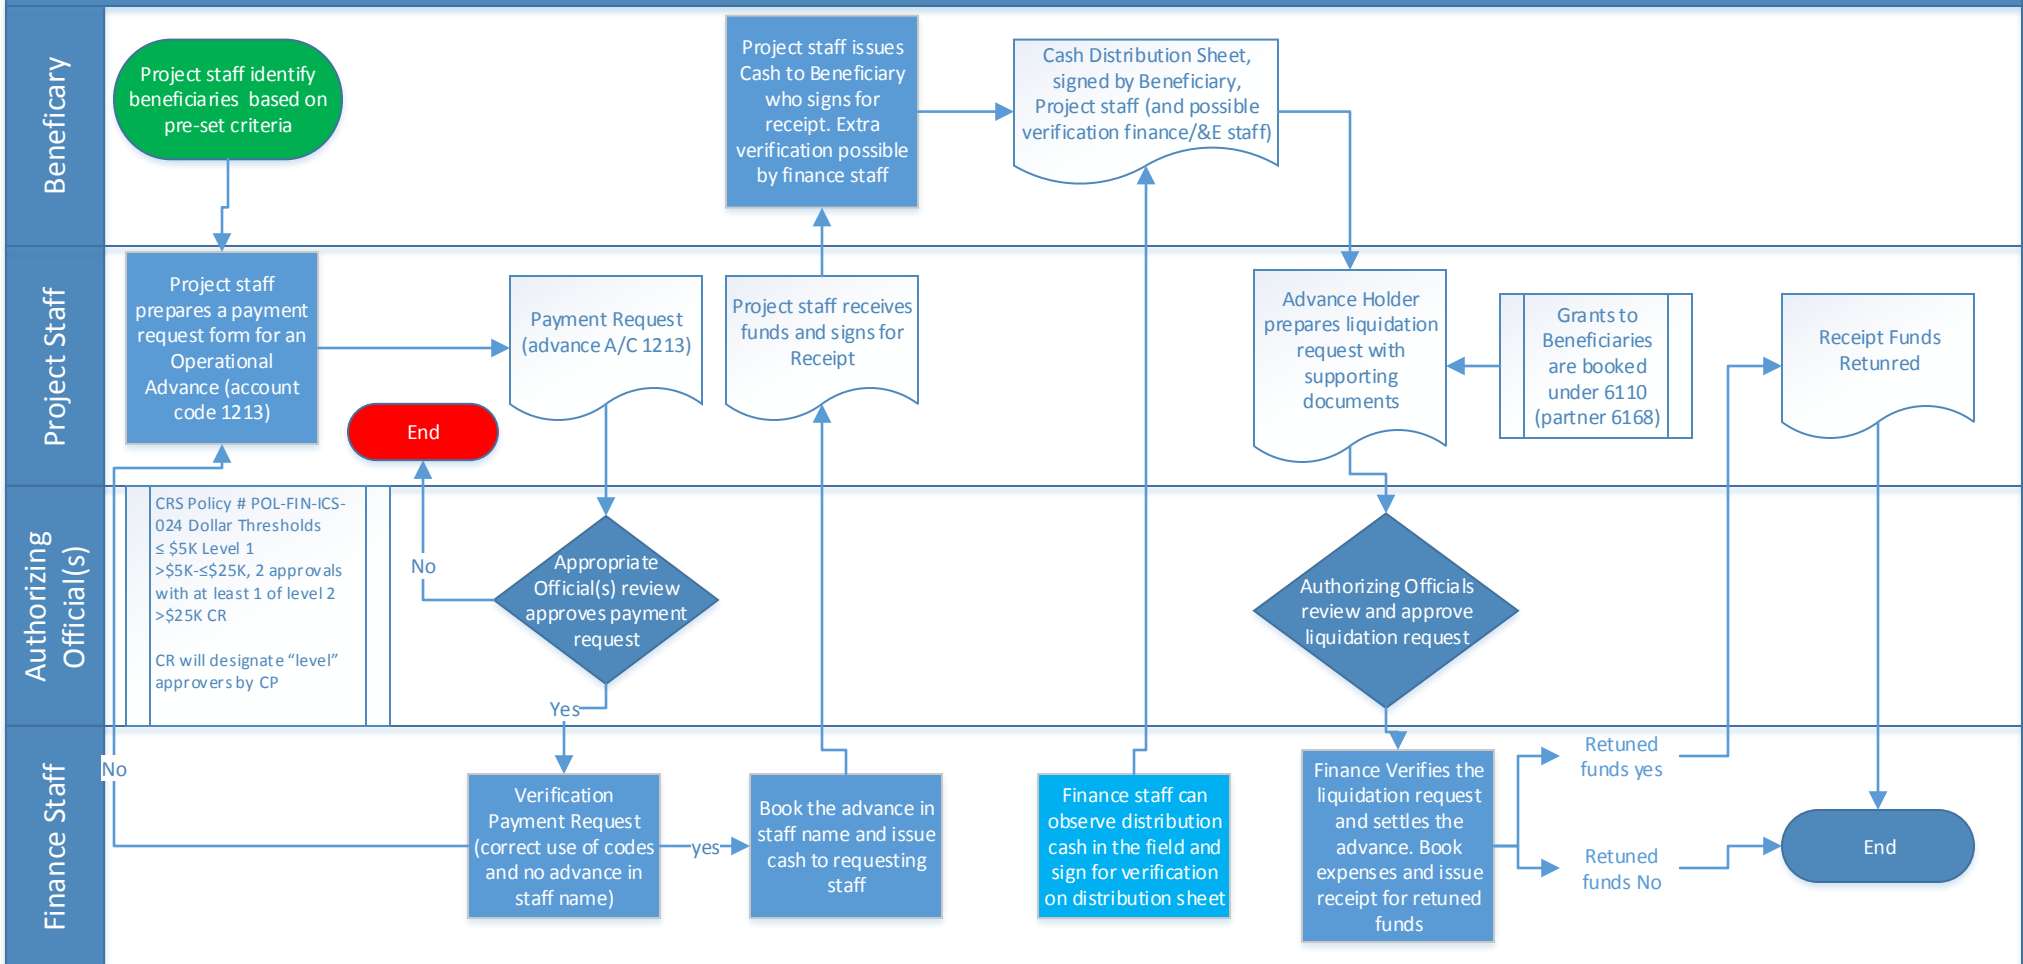 Beneficary
Project staff identify
beneficiaries based on
pre-set criteria
Project staff issues
Cash to Beneficiary
who signs for
receipt. Extra
verification possible
by finance staff
Cash Distribution Sheet,
signed by Beneficiary,
Project staff (and possible
verification finance/&E staff)
Project Staff
Project staff
prepares a payment
request form for an
Operational
Advance (account
code 1213)
Payment Request
(advance A/C 1213)
End
Project staff receives
funds and signs for
Receipt
Advance Holder
prepares liquidation
request with
supporting
documents
Grants to
Beneficiaries
are booked
under 6110
(partner 6168)
Receipt Funds
Retunred
Authorizing
Official(s)
CRS Policy # POL-FIN-ICS-
024 Dollar Thresholds
≤ $5K Level 1
>$5K-≤$25K, 2 approvals
with at least 1 of level 2
>$25K CR
CR will designate “level”
approvers by CP
No
Appropriate
Official(s) review
approves payment
request
Yes
Authorizing Officials
review and approve
liquidation request
Finance Staff
No
Verification
Payment Request
(correct use of codes
and no advance in
staff name)
yes
Book the advance in
staff name and issue
cash to requesting
staff
Finance staff can
observe distribution
cash in the field and
sign for verification
on distribution sheet
Finance Verifies the
liquidation request
and settles the
advance. Book
expenses and issue
receipt for retuned
funds
Retuned
funds yes
Retuned
funds No
End